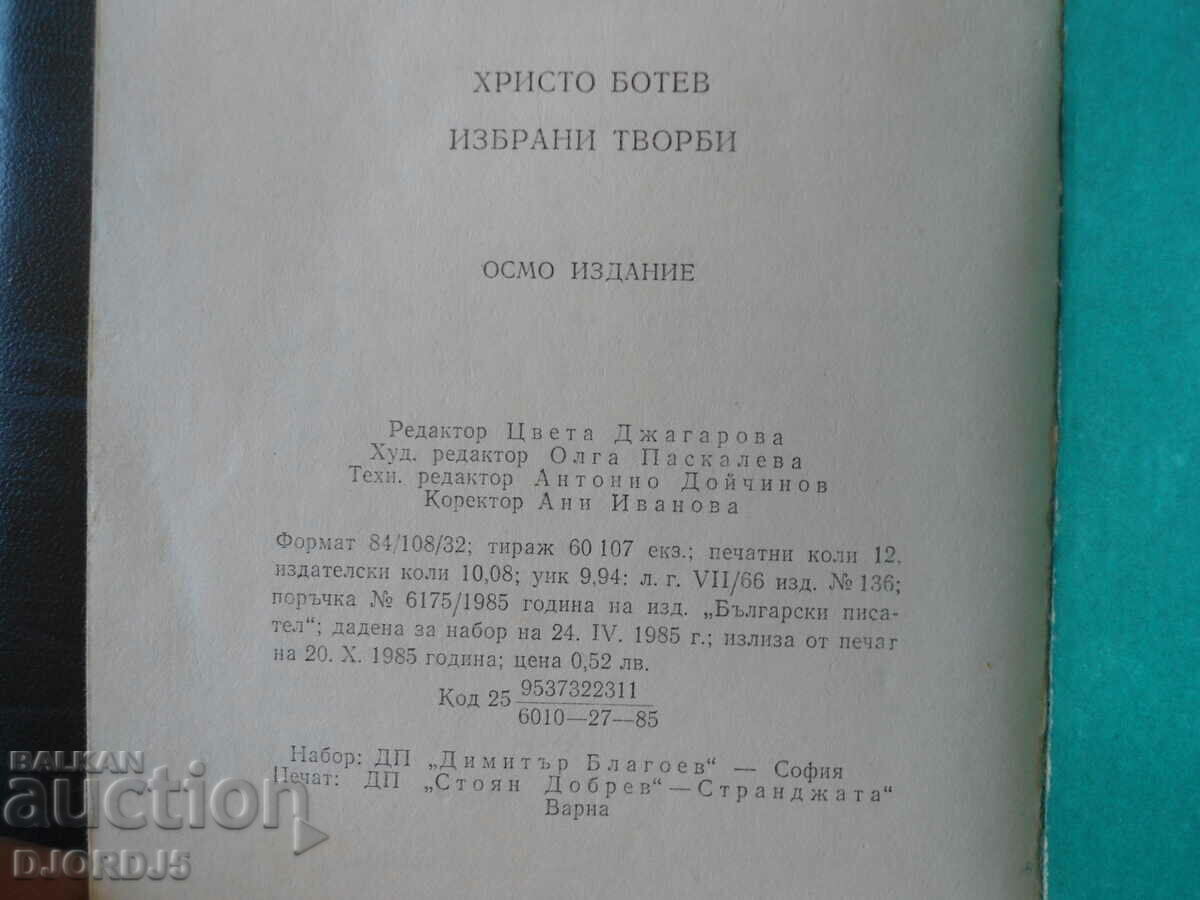 ХРИСТО БОТЕВ
ИЗБРАНИ ТВОРБИ
ОСМО ИЗДАНИЕ
Редактор Цвета Джагарова
Худ. редактор Олга Паскалева
Техн. редактор Антонио Дойчинов
Коректор Ани Иванова
Формат 84/108/32; тираж 60 107 екз.; печатни коли 12.
издателски коли 10,08; уик 9,94: л. г. VII/66 изд. № 136;
поръчка № 6175/1985 година на изд. „Български писа-
тел“; дадена за набор на 24. IV. 1985 г.; излиза от печат
на 20. X. 1985 година; цена 0,52 лв.
Код 25 9537322311
6010—27—85
Набор: ДП „Димитър Благоев“ — София
Печат: ДП „Стоян Добрев“ — Странджата“
Варна
BALKAN
auction
DJORDJ5